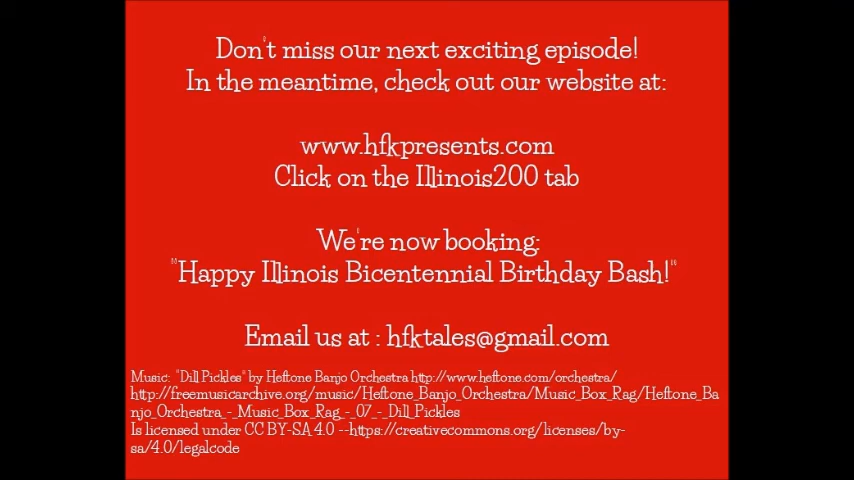 Don't miss our next exciting episode!
In the meantime, check out our website at:
www.hfkpresents.com
Click on the Illinois200 tab
We're now booking:
"Happy Illinois Bicentennial Birthday Bash!"
Email us at : hfktales@gmail.com
Music: "Dill Pickles" by Heftone Banjo Orchestra http://www.heftone.com/orchestra/
http://freemusicarchive.org/music/Heftone_Banjo_Orchestra/Music_Box_Rag/Heftone_Ba
njo_Orchestra_-_Music_Box_Rag_-_07_-_Dill_Pickles
Is licensed under CC BY-SA 4.0 --https://creativecommons.org/licenses/by-
sa/4.0/legalcode